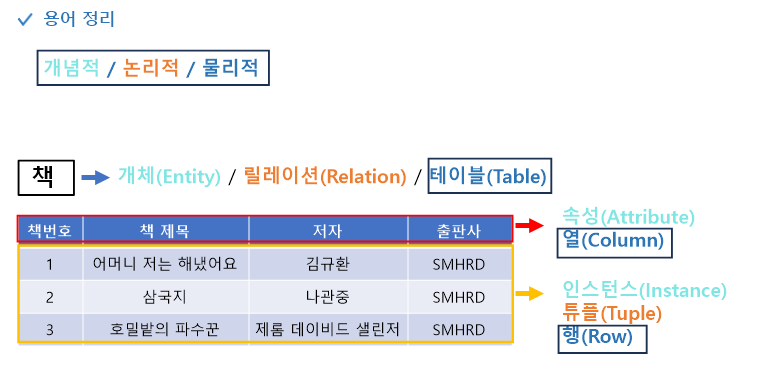 용어 정리
개념적 / 논리적 / 물리적
책
개체(Entity) / 릴레이션(Relation) / 테이블(Table)
책번호 책 제목 저자 출판사
1 어머니 저는 해냈어요 김규환 SMHRD
2 삼국지 나관중 SMHRD
3 호밀밭의 파수꾼 제롬 데이비드 샐린저 SMHRD
속성(Attribute)
열(Column)
인스턴스(Instance)
튜플(Tuple)
행(Row)